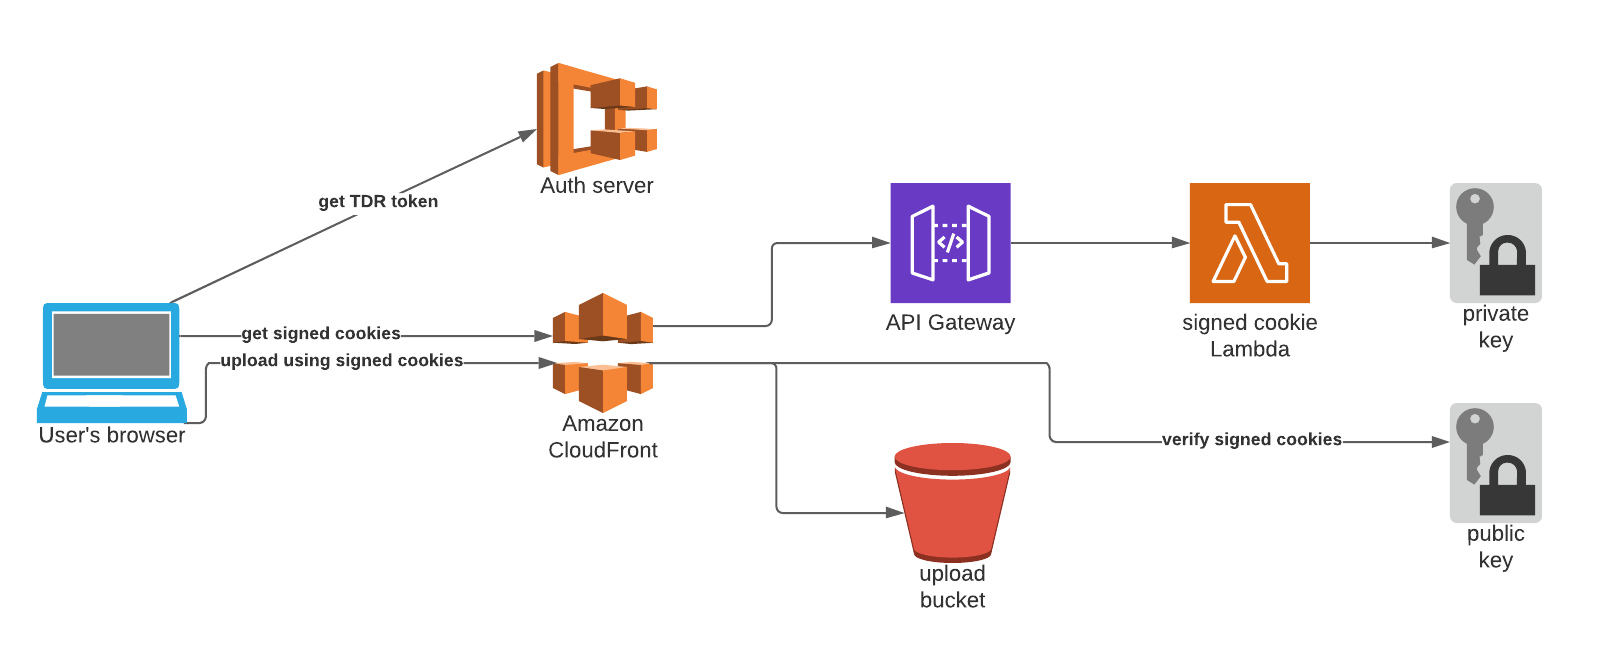 Auth server
get TDR token
get signed cookies
upload using signed cookies
User's browser
Amazon
CloudFront
API Gateway
signed cookie
Lambda
private
key
verify signed cookies
public
key
upload
bucket